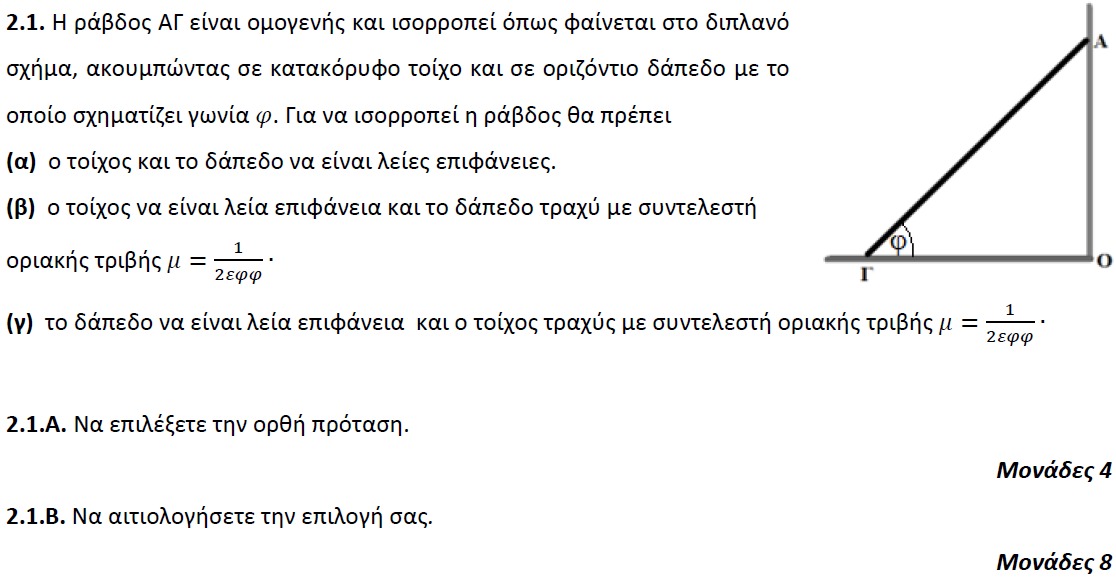 2.1. Η ράβδος ΑΓ είναι ομογενής και ισορροπεί όπως φαίνεται στο διπλανό
σχήμα, ακουμπώντας σε κατακόρυφο τοίχο και σε οριζόντιο δάπεδο με το
οποίο σχηματίζει γωνία φ. Για να ισορροπεί η ράβδος θα πρέπει
(α) ο τοίχος και το δάπεδο να είναι λείες επιφάνειες.
(β) ο τοίχος να είναι λεία επιφάνεια και το δάπεδο τραχύ με συντελεστή
οριακής τριβής μ = 1/2εφφ ·
(γ) το δάπεδο να είναι λεία επιφάνεια και ο τοίχος τραχύς με συντελεστή οριακής τριβής μ = 1/2εφφ ·
Α
φ
Γ
Ο
2.1.Α. Να επιλέξετε την ορθή πρόταση.
Μονάδες 4
2.1.Β. Να αιτιολογήσετε την επιλογή σας.
Μονάδες 8